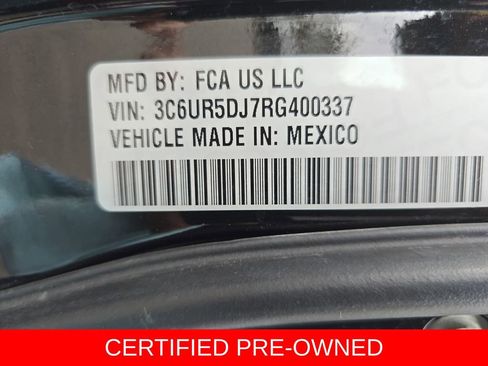 MFD BY: FCA US LLC
VIN: 3C6UR5DJ7RG400337
VEHICLE MADE IN: MEXICO
CERTIFIED PRE-OWNED